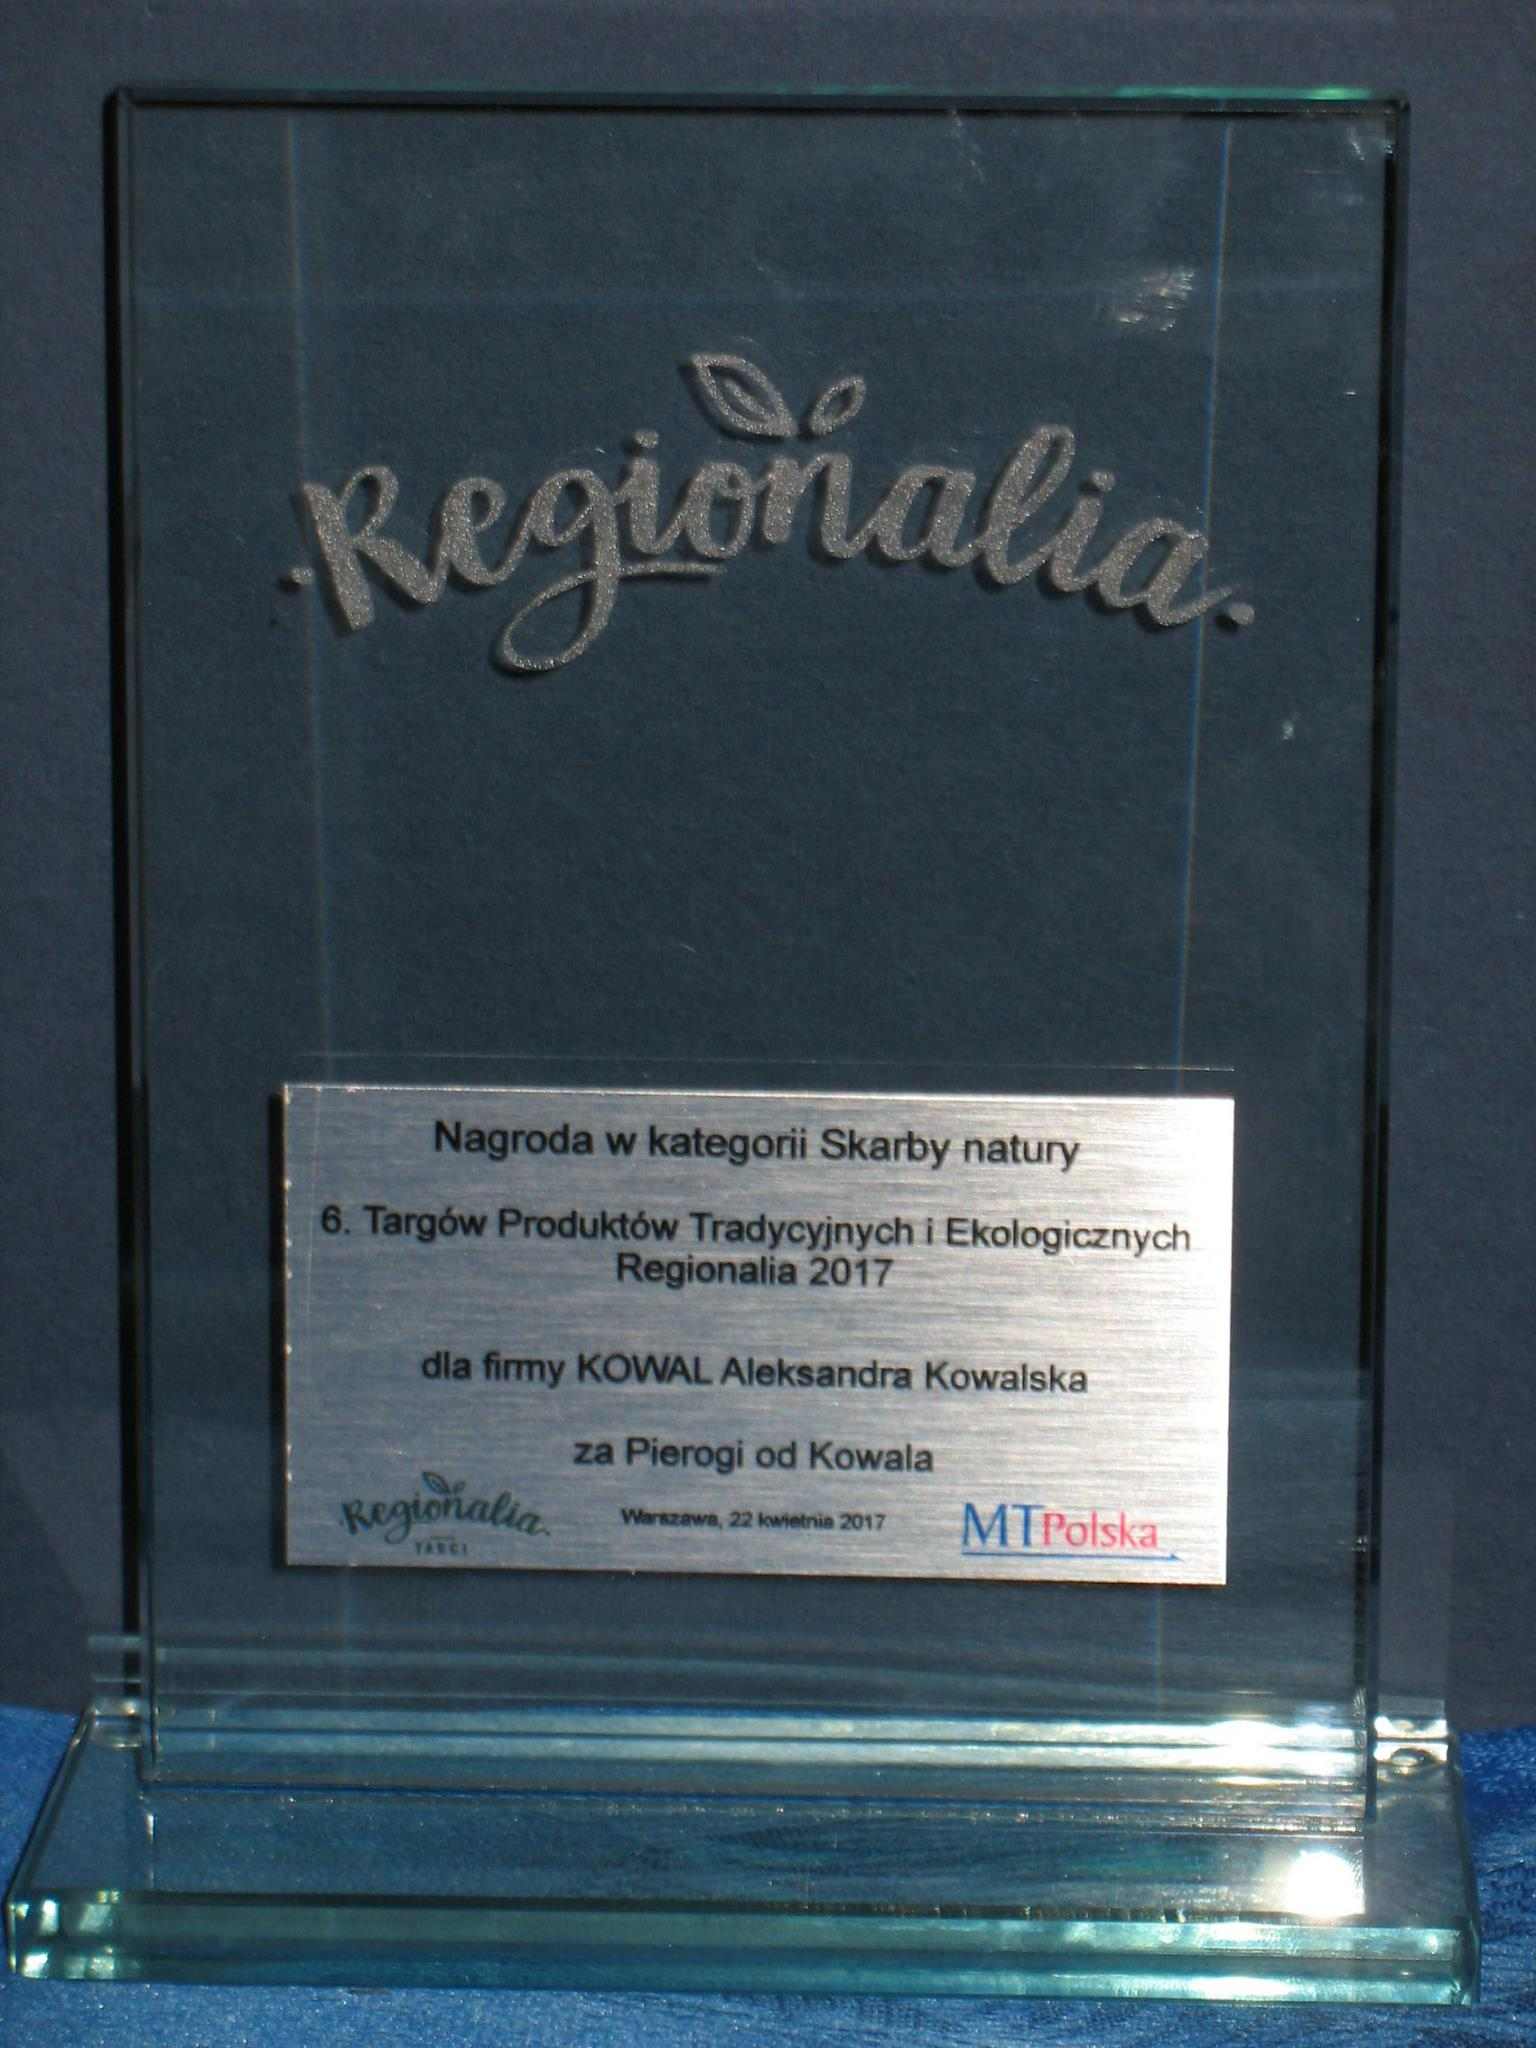 Regionalia
Nagroda w kategorii Skarby natury
6. Targów Produktów Tradycyjnych i Ekologicznych
Regionalia 2017
dla firmy KOWAL Aleksandra Kowalska
za Pierogi od Kowala
Regionalia
TARGI
Warszawa, 22 kwietnia 2017
MTPolska